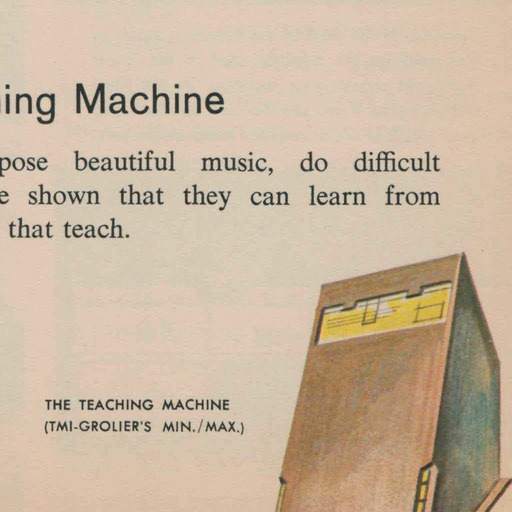 ing Machine
pose beautiful music, do difficult
e shown that they can learn from
that teach.
THE TEACHING MACHINE
(TMI-GROLIER'S MIN./MAX.)